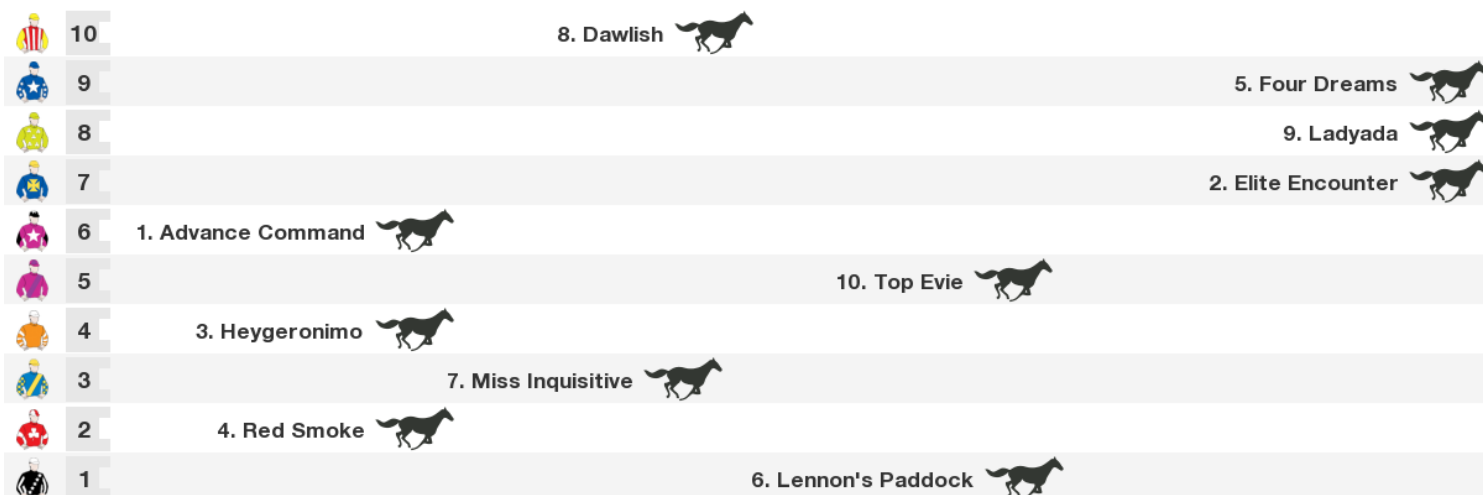 10 8. Dawlish
9 5. Four Dreams
8 9. Ladyada
7 2. Elite Encounter
6 1. Advance Command
5 10. Top Evie
4 3. Heygeronimo
3 7. Miss Inquisitive
2 4. Red Smoke
1 6. Lennon's Paddock